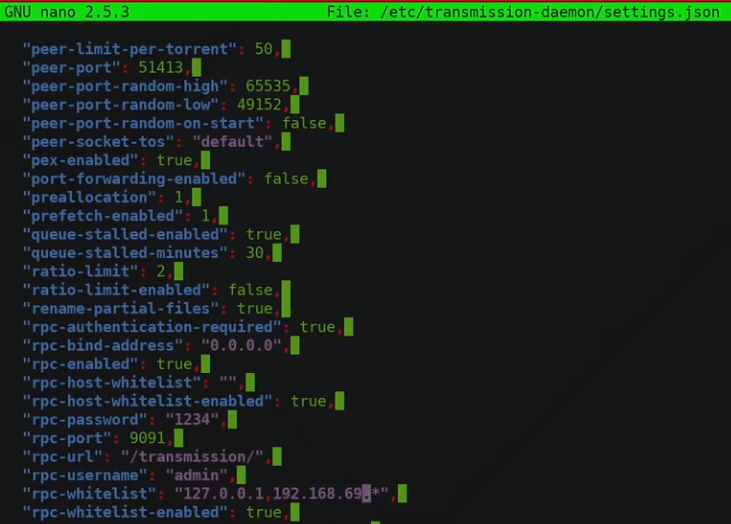 GNU nano 2.5.3 File: /etc/transmission-daemon/settings.json
"peer-limit-per-torrent": 50,
"peer-port": 51413,
"peer-port-random-high": 65535,
"peer-port-random-low": 49152,
"peer-port-random-on-start": false,
"peer-socket-tos": "default",
"pex-enabled": true,
"port-forwarding-enabled": false,
"preallocation": 1,
"prefetch-enabled": 1,
"queue-stalled-enabled": true,
"queue-stalled-minutes": 30,
"ratio-limit": 2,
"ratio-limit-enabled": false,
"rename-partial-files": true,
"rpc-authentication-required": true,
"rpc-bind-address": "0.0.0.0",
"rpc-enabled": true,
"rpc-host-whitelist": "",
"rpc-host-whitelist-enabled": true,
"rpc-password": "1234",
"rpc-port": 9091,
"rpc-url": "/transmission/",
"rpc-username": "admin",
"rpc-whitelist": "127.0.0.1,192.168.69.*",
"rpc-whitelist-enabled": true,